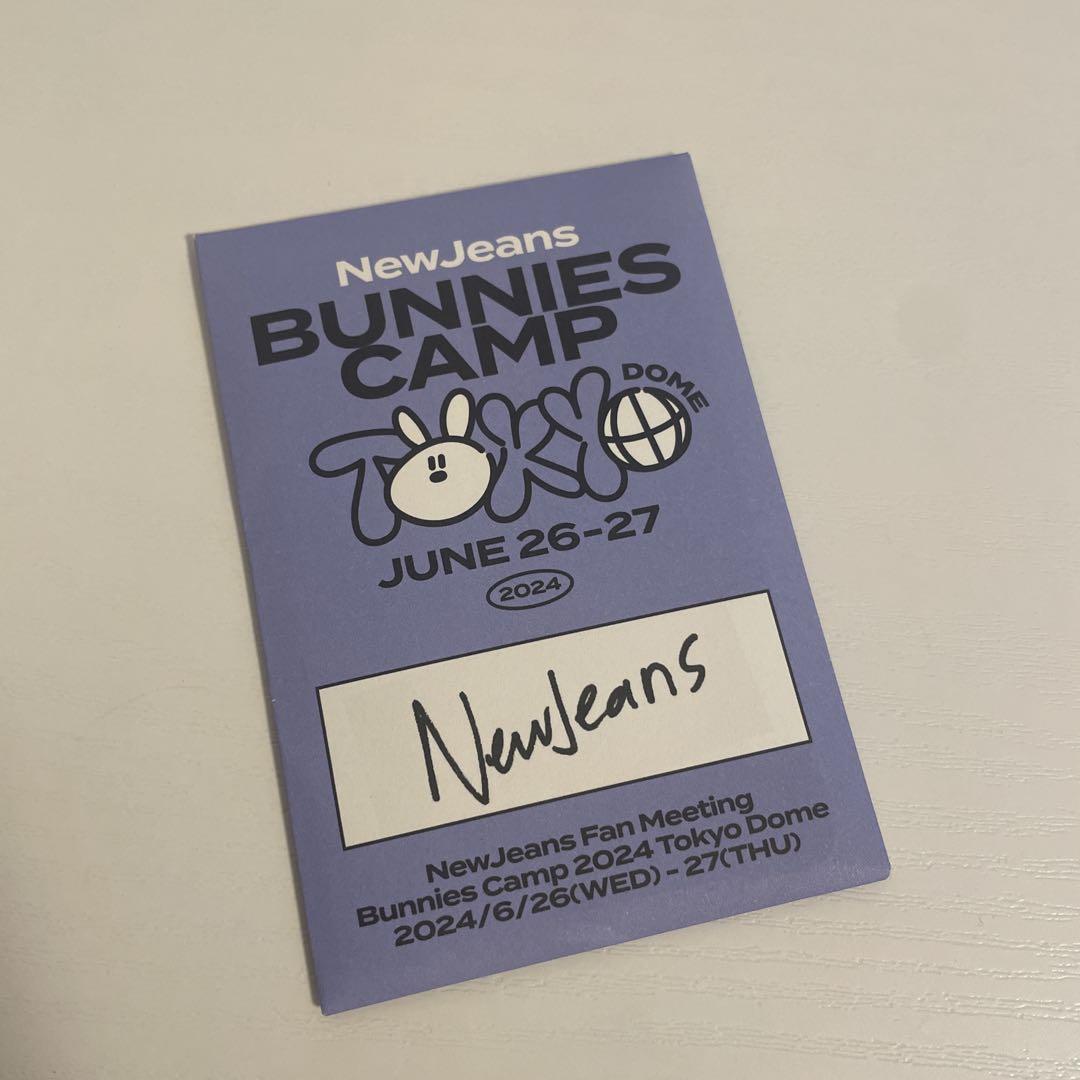 NewJeans
BUNNIES
CAMP
TOKYO
DOME
JUNE 26-27
2024
NewJeans
NewJeans Fan Meeting
Bunnies Camp 2024 Tokyo Dome
2024/6/26(WED) - 27(THU)